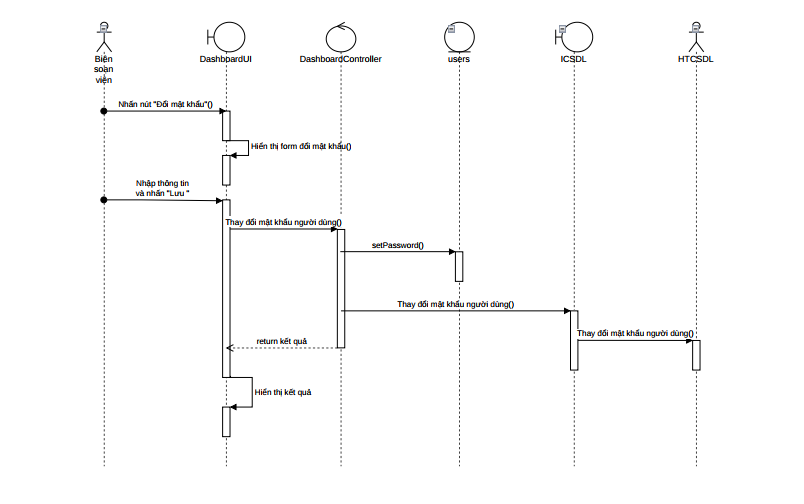 Biên
soạn
viên
DashboardUI
DashboardController
users
ICSDL
HTCSDL
Nhấn nút "Đổi mật khẩu"()
Hiển thị form đổi mật khẩu()
Nhập thông tin
và nhấn "Lưu "
Thay đổi mật khẩu người dùng()
setPassword()
Thay đổi mật khẩu người dùng()
Thay đổi mật khẩu người dùng()
return kết quả
Hiển thị kết quả